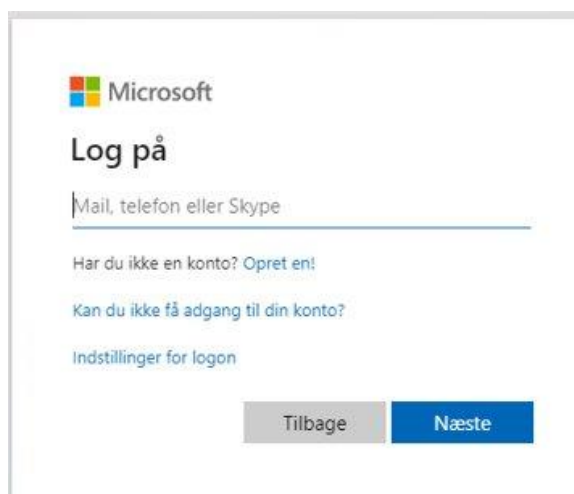 Microsoft
Log på
Mail, telefon eller Skype
Har du ikke en konto? Opret en!
Kan du ikke få adgang til din konto?
Indstillinger for logon
Tilbage Næste